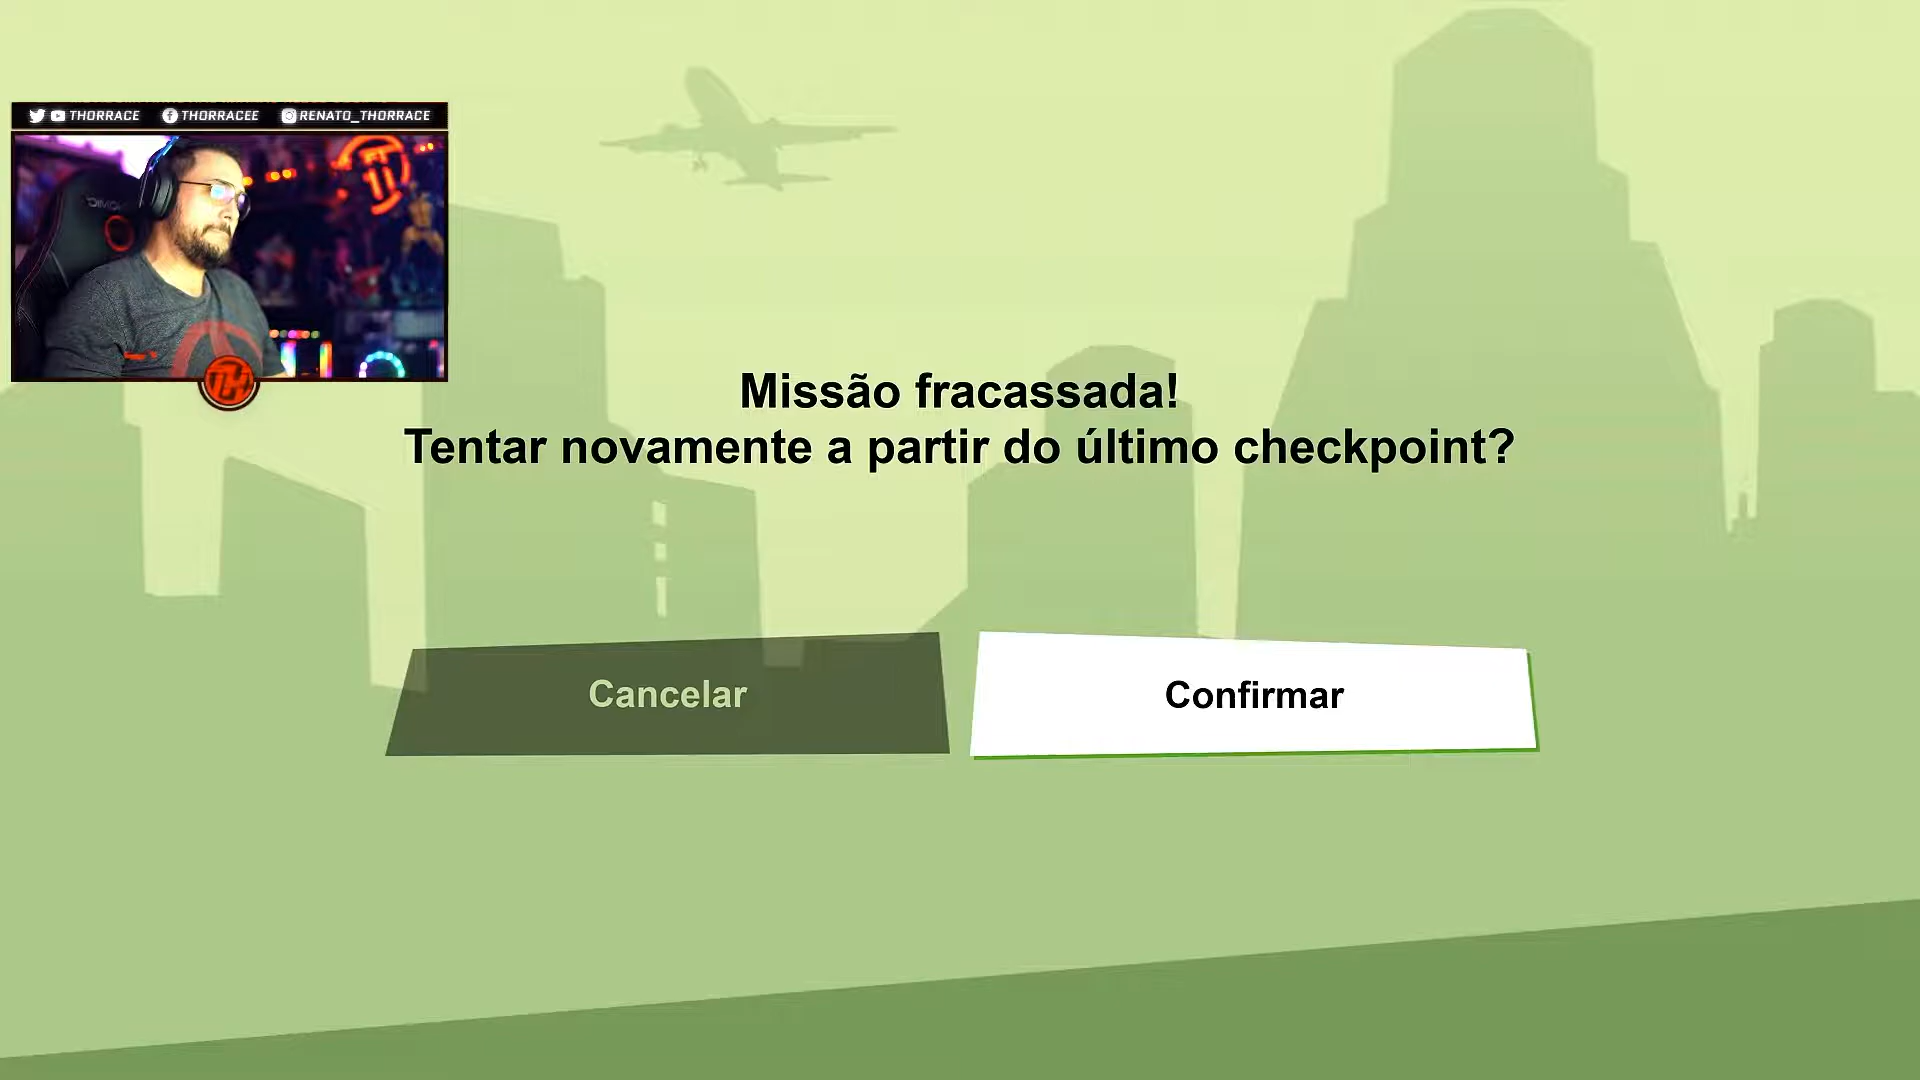 THORRACE THORRACEE RENATO_THORRACE
Missão fracassada!
Tentar novamente a partir do último checkpoint?
Cancelar
Confirmar